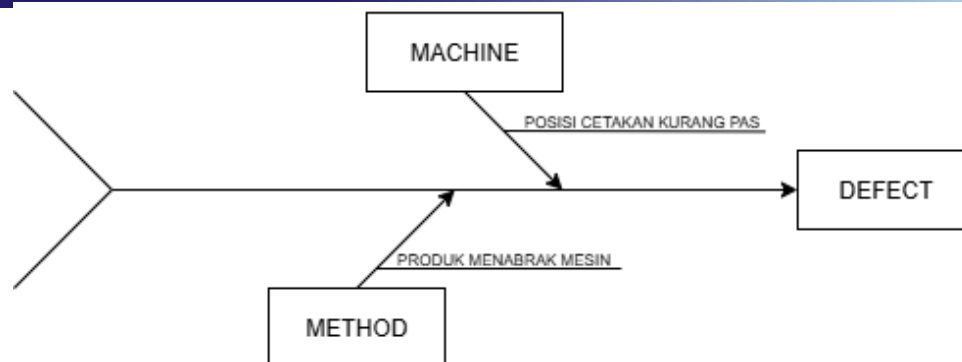 MACHINE
POSISI CETAKAN KURANG PAS
DEFECT
PRODUK MENABRAK MESIN
METHOD